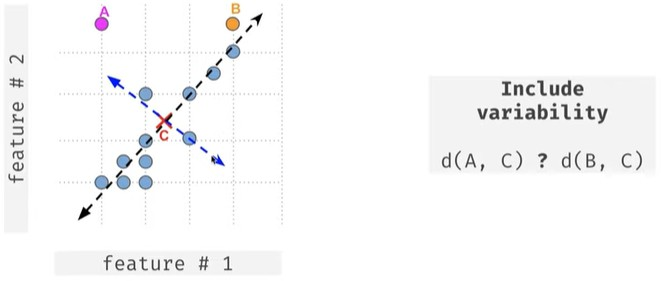 A
B
C
feature # 2
feature # 1
Include
variability
d(A, C) ? d(B, C)